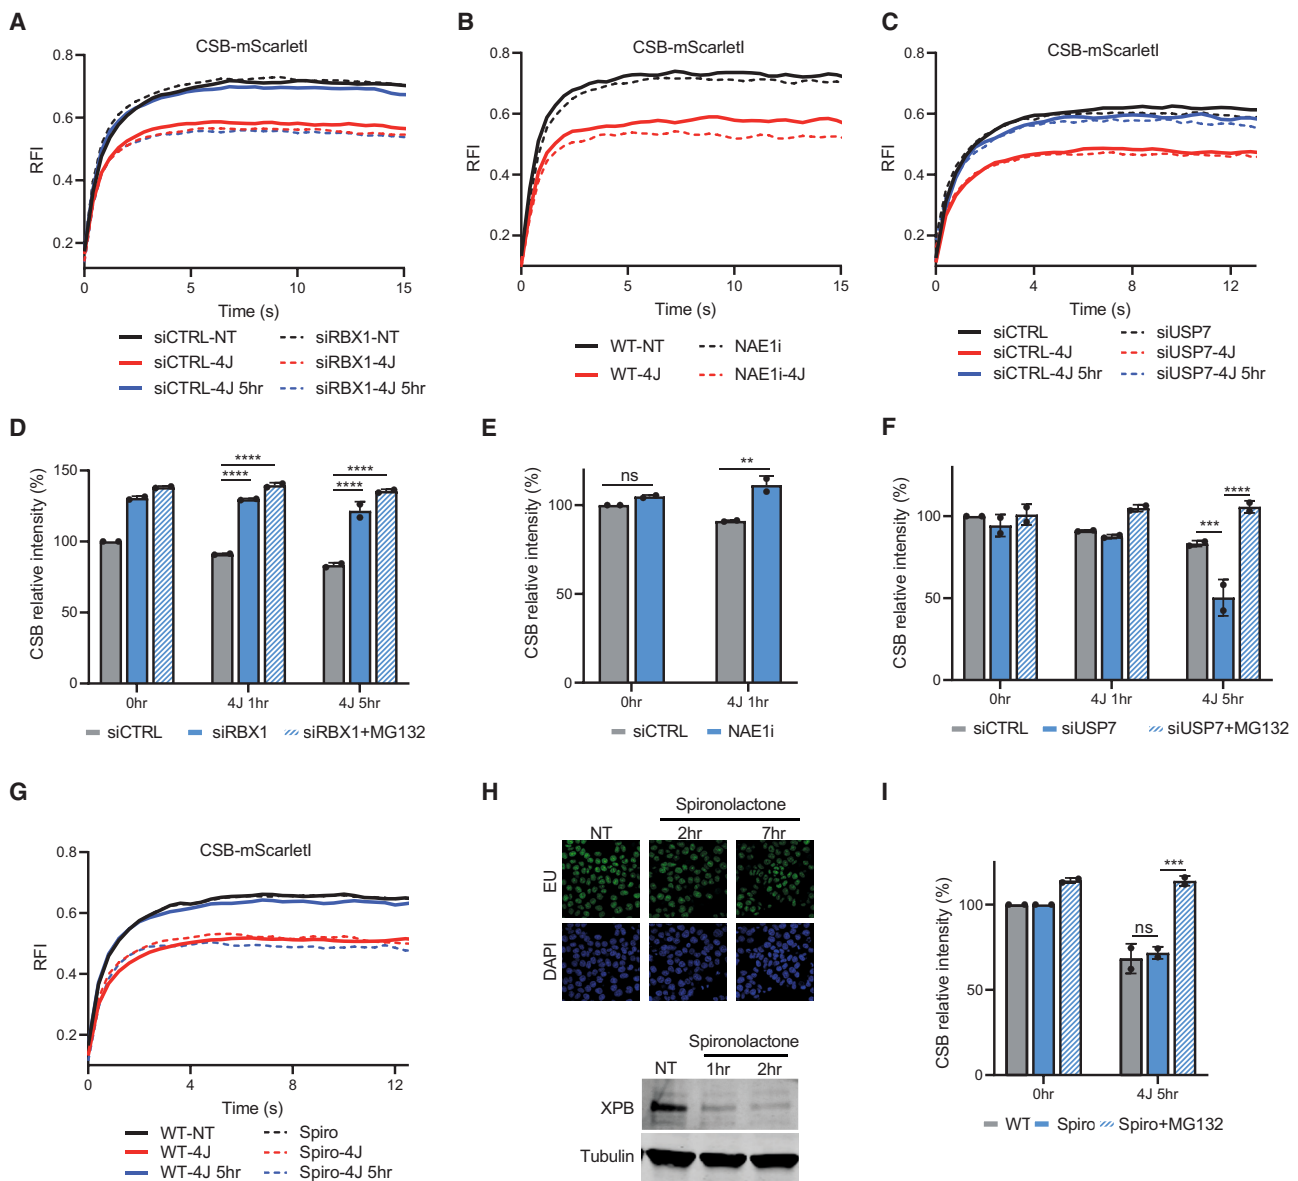 A
CSB-mScarletI
0.8
0.6
0.4
0.2
RFI
0
5
10
15
Time (s)
siCTRL-NT
siRBX1-NT
siCTRL-4J
siRBX1-4J
siCTRL-4J 5hr
siRBX1-4J 5hr
B
CSB-mScarletI
0.8
0.6
0.4
0.2
RFI
0
5
10
15
Time (s)
WT-NT
NAE1i
WT-4J
NAE1i-4J
C
CSB-mScarletI
0.8
0.6
0.4
0.2
RFI
0
4
8
12
Time (s)
siCTRL
siUSP7
siCTRL-4J
siUSP7-4J
siCTRL-4J 5hr
siUSP7-4J 5hr
D
CSB relative intensity (%)
150
100
50
0
****
****
****
****
0hr
4J 1hr
4J 5hr
siCTRL
siRBX1
siRBX1+MG132
E
CSB relative intensity (%)
100
0
ns
**
0hr
4J 1hr
siCTRL
NAE1i
F
CSB relative intensity (%)
100
50
0
***
****
0hr
4J 1hr
4J 5hr
siCTRL
siUSP7
siUSP7+MG132
G
CSB-mScarletI
0.8
0.6
0.4
0.2
RFI
0
4
8
12
Time (s)
WT-NT
Spiro
WT-4J
Spiro-4J
WT-4J 5hr
Spiro-4J 5hr
H
Spironolactone
NT
2hr
7hr
EU
DAPI
Spironolactone
NT
1hr
2hr
XPB
Tubulin
I
CSB relative intensity (%)
100
50
0
ns
***
0hr
4J 5hr
WT
Spiro
Spiro+MG132